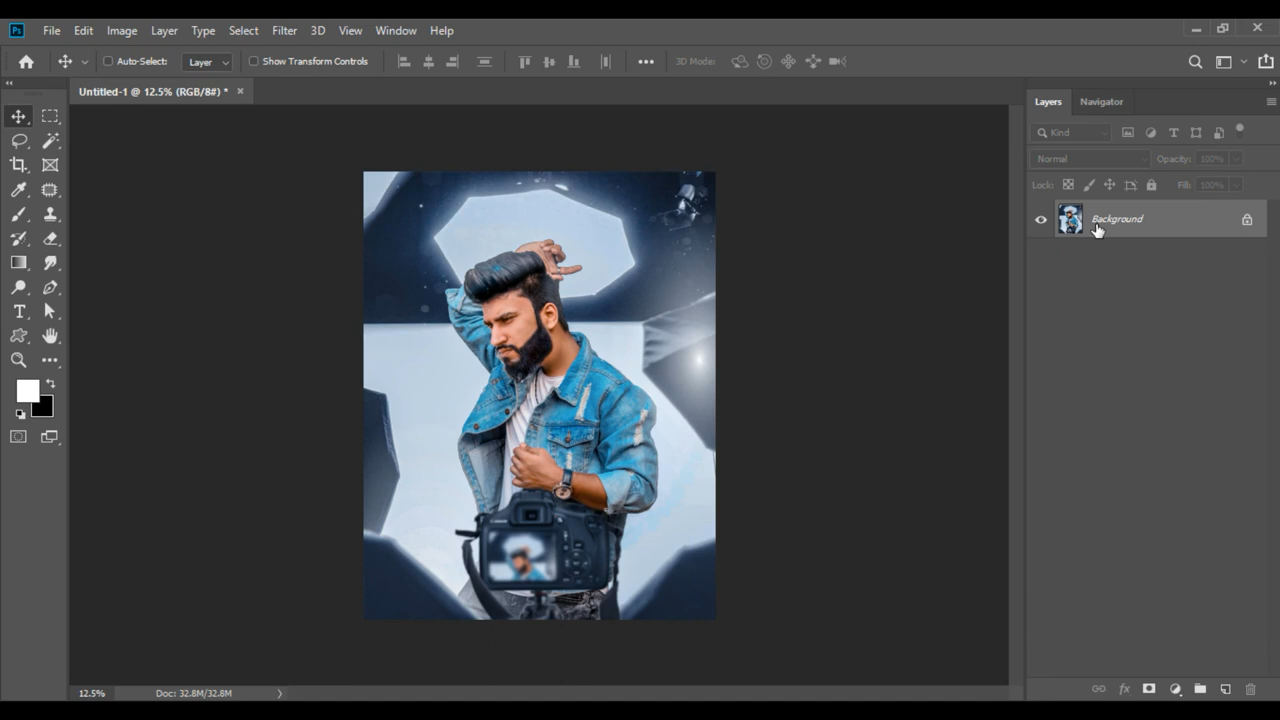 Ps File Edit Image Layer Type Select Filter 3D View Window Help
Auto-Select: Layer Show Transform Controls 3D Mode:
Untitled-1 @ 12.5% (RGB/8#) * ×
Layers Navigator
Kind
Normal Opacity: 100%
Lock: Fill: 100%
Background
12.5% Doc: 32.8M/32.8M